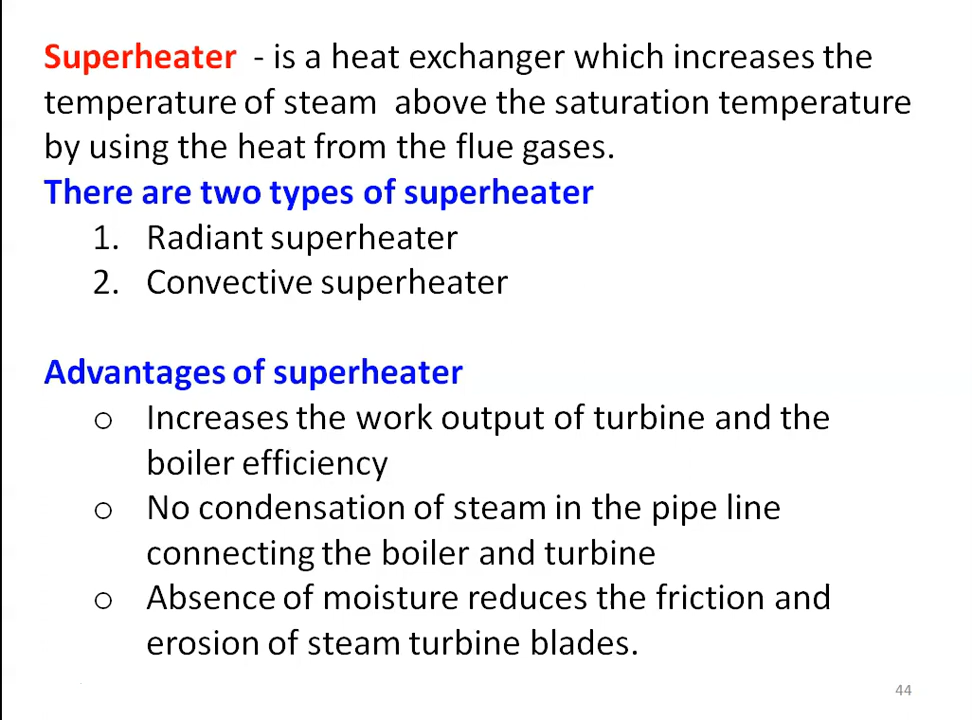 Superheater - is a heat exchanger which increases the
temperature of steam above the saturation temperature
by using the heat from the flue gases.
There are two types of superheater
1. Radiant superheater
2. Convective superheater
Advantages of superheater
○ Increases the work output of turbine and the
boiler efficiency
○ No condensation of steam in the pipe line
connecting the boiler and turbine
○ Absence of moisture reduces the friction and
erosion of steam turbine blades.
44